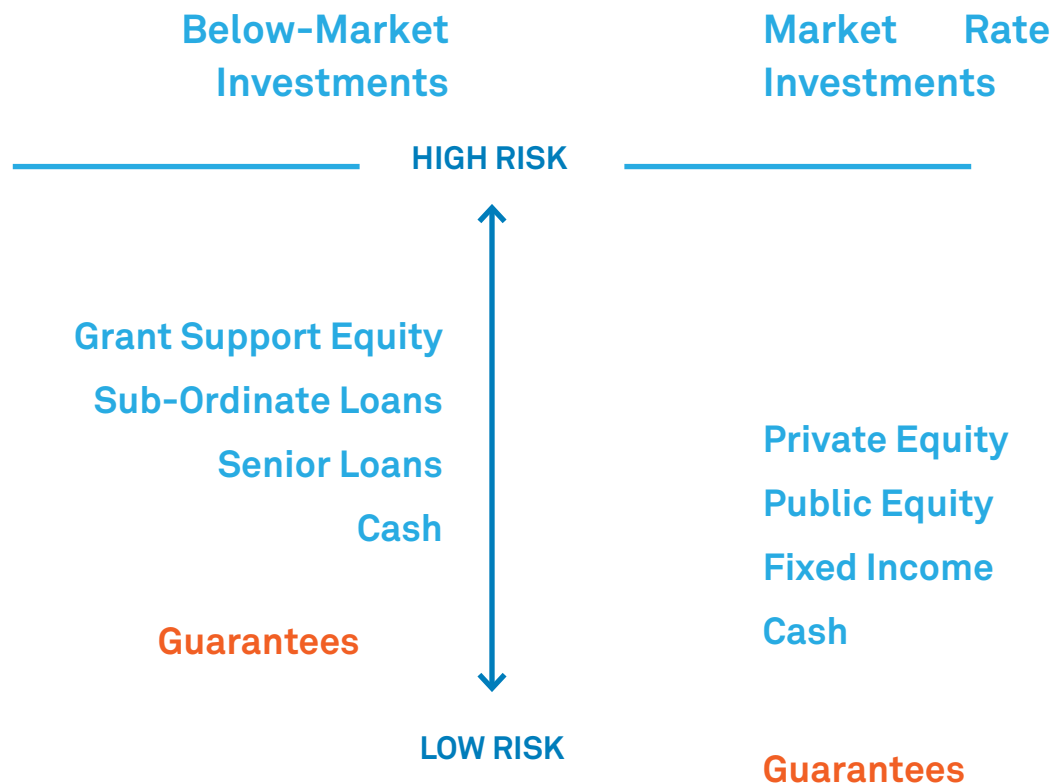 Below-Market
Investments
Market Rate
Investments
HIGH RISK
Grant Support Equity
Sub-Ordinate Loans
Senior Loans
Cash
Guarantees
Private Equity
Public Equity
Fixed Income
Cash
LOW RISK
Guarantees